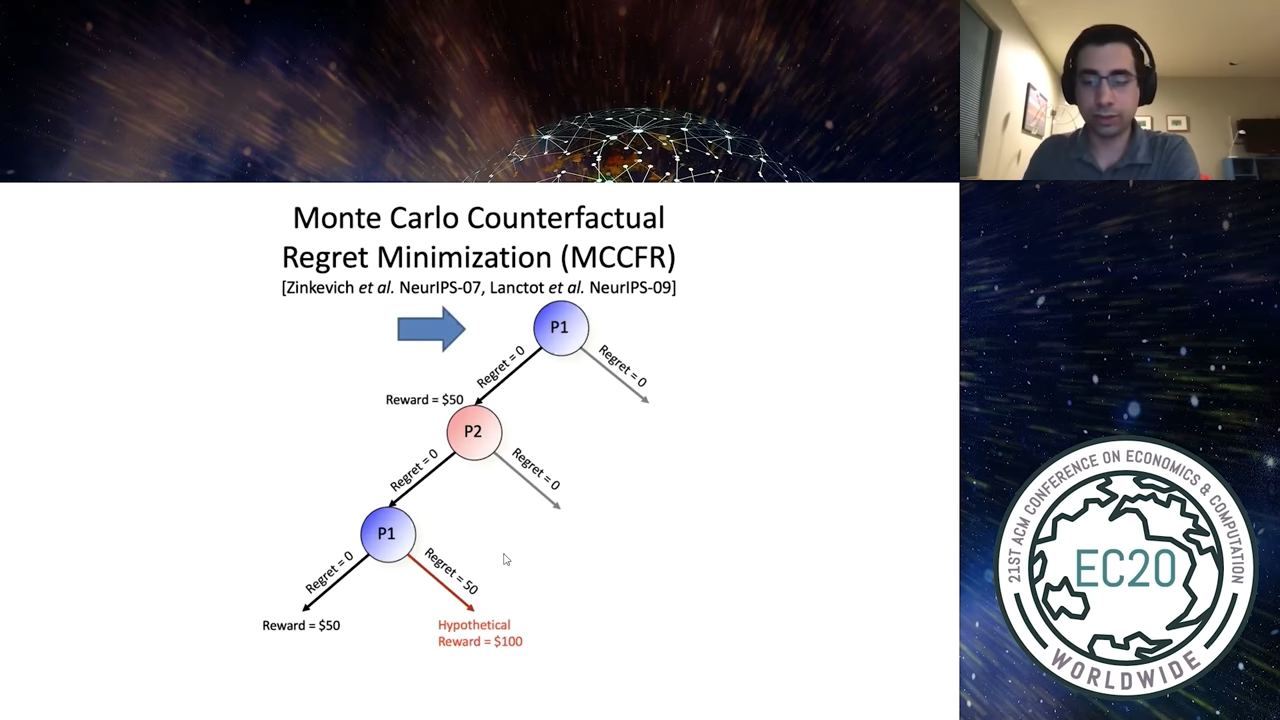 Monte Carlo Counterfactual
Regret Minimization (MCCFR)
[Zinkevich et al. NeurIPS-07, Lanctot et al. NeurIPS-09]
P1
Regret = 0
Regret = 0
Reward = $50
P2
Regret = 0
Regret = 0
P1
Regret = 0
Regret = 50
Reward = $50
Hypothetical
Reward = $100
21ST ACM CONFERENCE ON ECONOMICS & COMPUTATION
EC20
WORLDWIDE